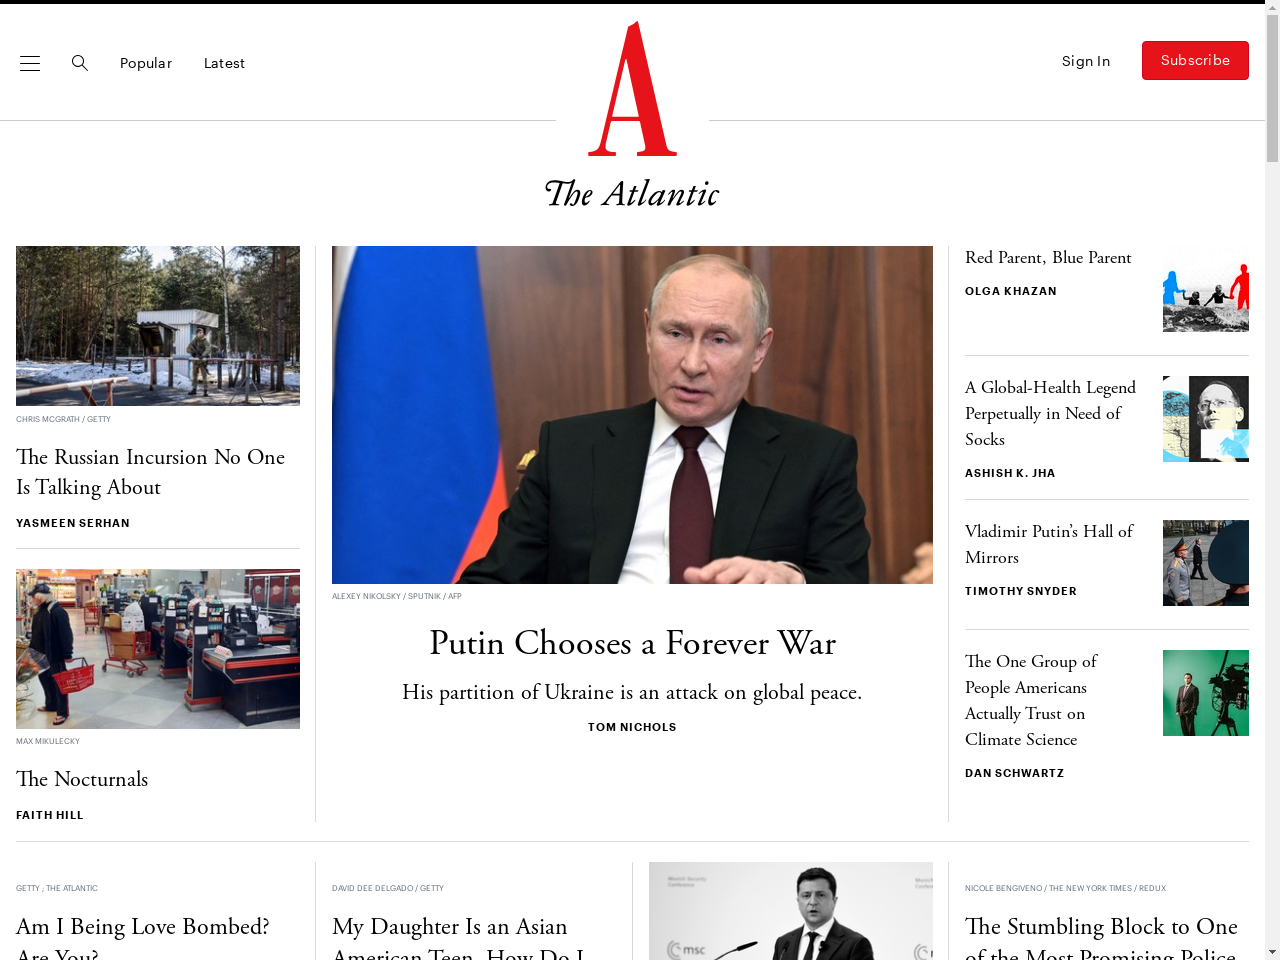 Popular
Latest
A
Sign In
Subscribe
The Atlantic
CHRIS MCGRATH / GETTY
The Russian Incursion No One
Is Talking About
YASMEEN SERHAN
MAX MIKULECKY
The Nocturnals
FAITH HILL
ALEXEY NIKOLSKY / SPUTNIK / AFP
Putin Chooses a Forever War
His partition of Ukraine is an attack on global peace.
TOM NICHOLS
Red Parent, Blue Parent
OLGA KHAZAN
A Global-Health Legend
Perpetually in Need of
Socks
ASHISH K. JHA
Vladimir Putin’s Hall of
Mirrors
TIMOTHY SNYDER
The One Group of
People Americans
Actually Trust on
Climate Science
DAN SCHWARTZ
GETTY ; THE ATLANTIC
Am I Being Love Bombed?
Are You?
DAVID DEE DELGADO / GETTY
My Daughter Is an Asian
American Teen. How Do I
Munich Security
Conference
msc
NICOLE BENGIVENO / THE NEW YORK TIMES / REDUX
The Stumbling Block to One
of the Most Promising Police